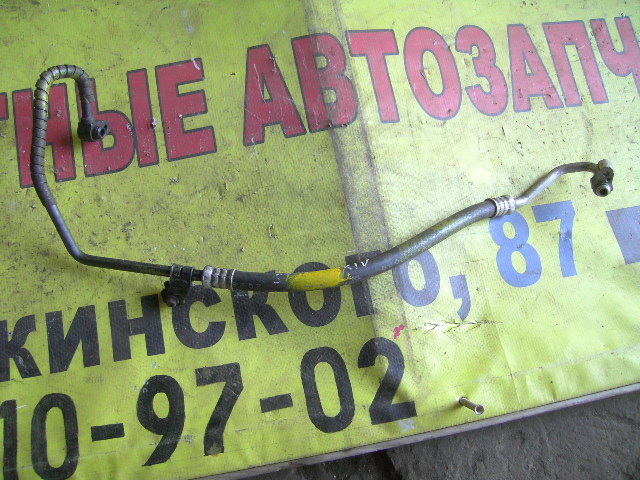 ТНЫЕ АВТОЗАПЧ
кинского, 87
10-97-02